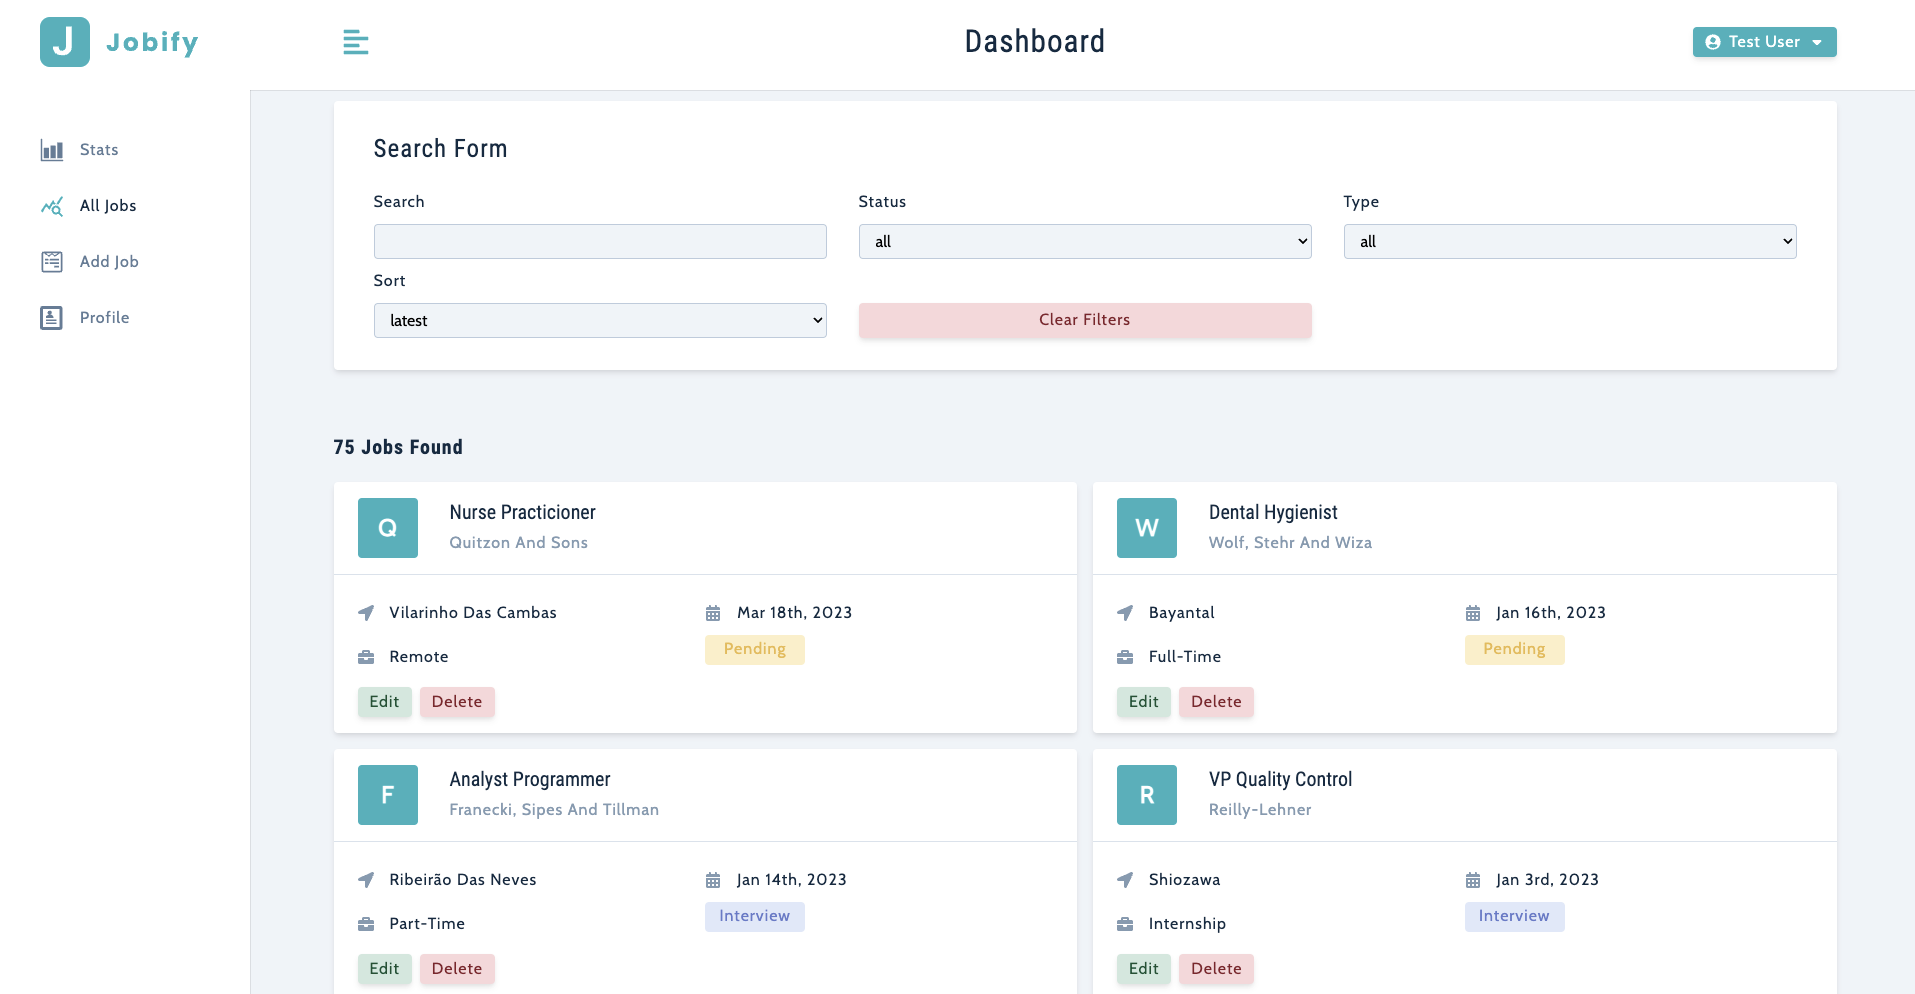 J Jobify
Dashboard
Test User
Stats
All Jobs
Add Job
Profile
Search Form
Search
Status
all
Type
all
Sort
latest
Clear Filters
75 Jobs Found
Q
Nurse Practicioner
Quitzon And Sons
Vilarinho Das Cambas
Mar 18th, 2023
Remote
Pending
Edit
Delete
W
Dental Hygienist
Wolf, Stehr And Wiza
Bayantal
Jan 16th, 2023
Full-Time
Pending
Edit
Delete
F
Analyst Programmer
Franecki, Sipes And Tillman
Ribeirão Das Neves
Jan 14th, 2023
Part-Time
Interview
Edit
Delete
R
VP Quality Control
Reilly-Lehner
Shiozawa
Jan 3rd, 2023
Internship
Interview
Edit
Delete